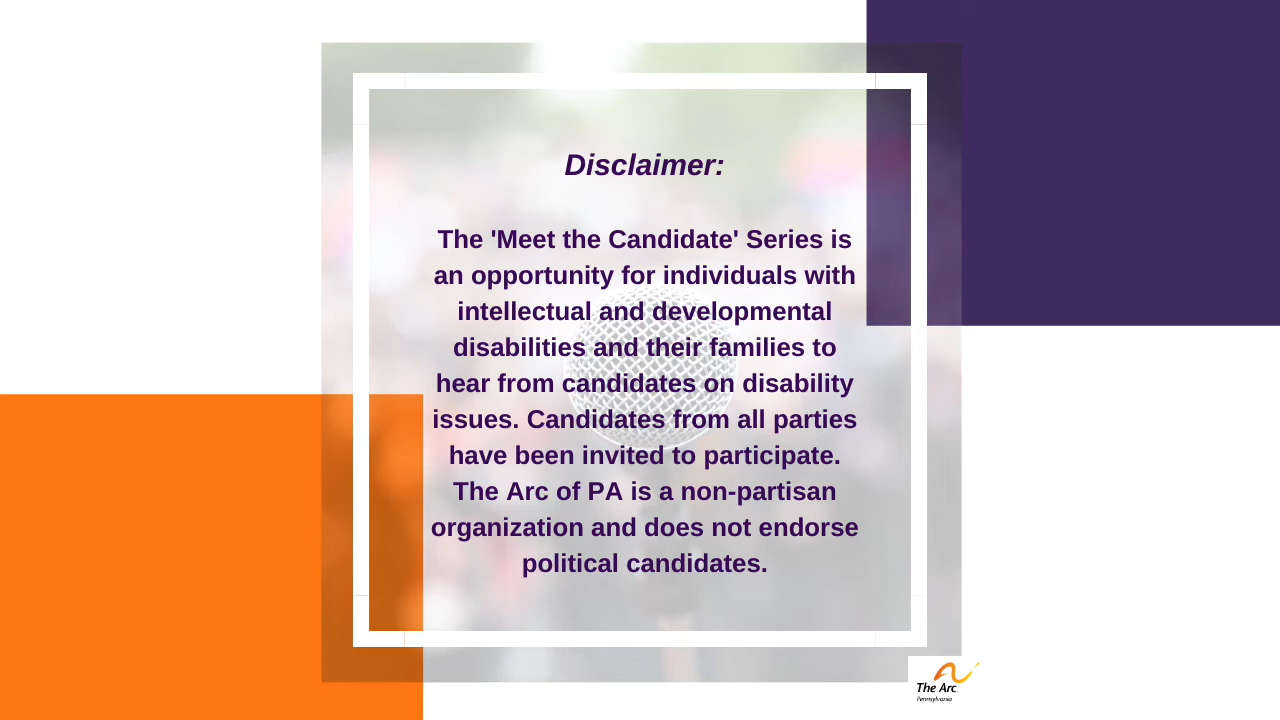 Disclaimer:
The 'Meet the Candidate' Series is
an opportunity for individuals with
intellectual and developmental
disabilities and their families to
hear from candidates on disability
issues. Candidates from all parties
have been invited to participate.
The Arc of PA is a non-partisan
organization and does not endorse
political candidates.
The Arc.
Pennsylvania